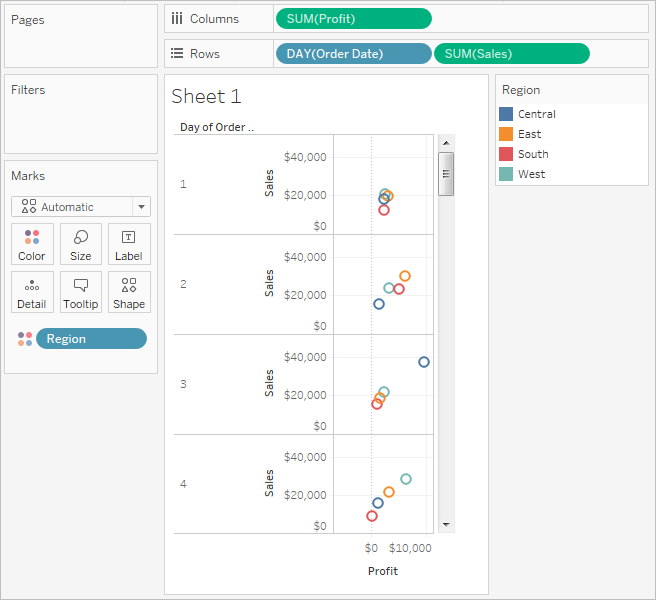 Pages
Columns
SUM(Profit)
Rows
DAY(Order Date)
SUM(Sales)
Filters
Marks
Automatic
Color
Size
Label
Detail
Tooltip
Shape
Region
Sheet 1
Day of Order ..
1
Sales
$40,000
$20,000
$0
2
Sales
$40,000
$20,000
$0
3
Sales
$40,000
$20,000
$0
4
Sales
$40,000
$20,000
$0
$0
$10,000
Profit
Region
Central
East
South
West